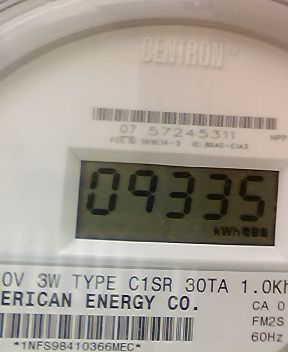 CENTRON®
07 57245311
HPP
09335
kWh
0V 3W TYPE C1SR 30TA 1.0Kh
ERICAN ENERGY CO.
CA 0
FM2S
60Hz
*1NFS98410366MEC*